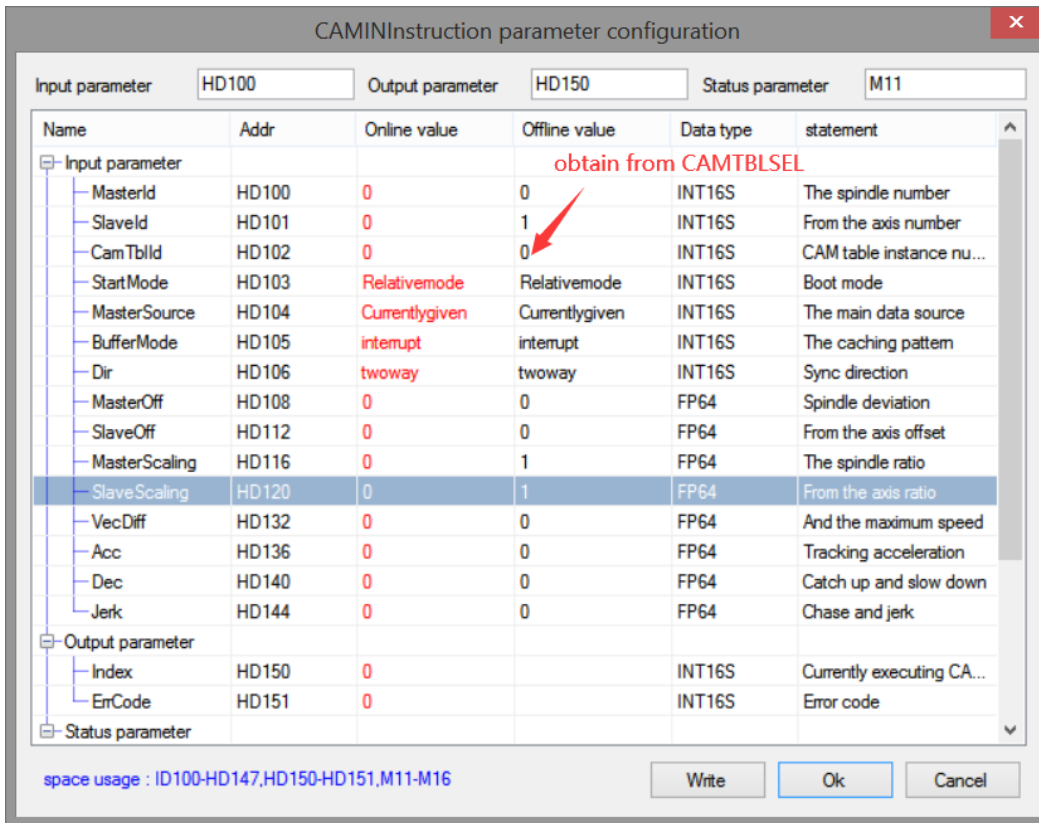 CAMINInstruction parameter configuration
Input parameter HD100 Output parameter HD150 Status parameter M11
Name Addr Online value Offline value Data type statement
Input parameter obtain from CAMTBLSEL
MasterId HD100 0 0 INT16S The spindle number
SlaveId HD101 0 1 INT16S From the axis number
CamTblId HD102 0 0 INT16S CAM table instance nu...
StartMode HD103 Relativemode Relativemode INT16S Boot mode
MasterSource HD104 Currentlygiven Currentlygiven INT16S The main data source
BufferMode HD105 interrupt interrupt INT16S The caching pattern
Dir HD106 twoway twoway INT16S Sync direction
MasterOff HD108 0 0 FP64 Spindle deviation
SlaveOff HD112 0 0 FP64 From the axis offset
MasterScaling HD116 0 1 FP64 The spindle ratio
SlaveScaling HD120 0 1 FP64 From the axis ratio
VecDiff HD132 0 0 FP64 And the maximum speed
Acc HD136 0 0 FP64 Tracking acceleration
Dec HD140 0 0 FP64 Catch up and slow down
Jerk HD144 0 0 FP64 Chase and jerk
Output parameter
Index HD150 0 INT16S Currently executing CA...
ErrCode HD151 0 INT16S Error code
Status parameter
space usage : ID100-HD147,HD150-HD151,M11-M16 Write Ok Cancel